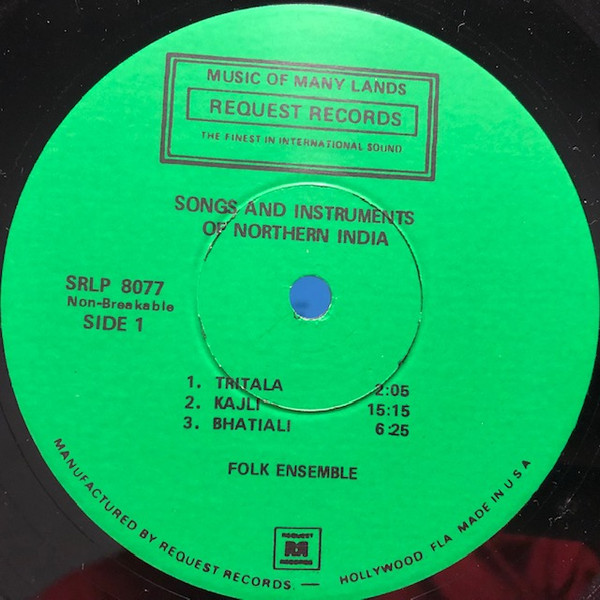 MUSIC OF MANY LANDS
REQUEST RECORDS
THE FINEST IN INTERNATIONAL SOUND
SONGS AND INSTRUMENTS
OF NORTHERN INDIA
SRLP 8077
Non-Breakable
SIDE 1
1. TRITALA 2:05
2. KAJLI 15:15
3. BHATIALI 6:25
FOLK ENSEMBLE
REQUEST
RECORDS
MANUFACTURED BY REQUEST RECORDS. — HOLLYWOOD FLA MADE IN U S A